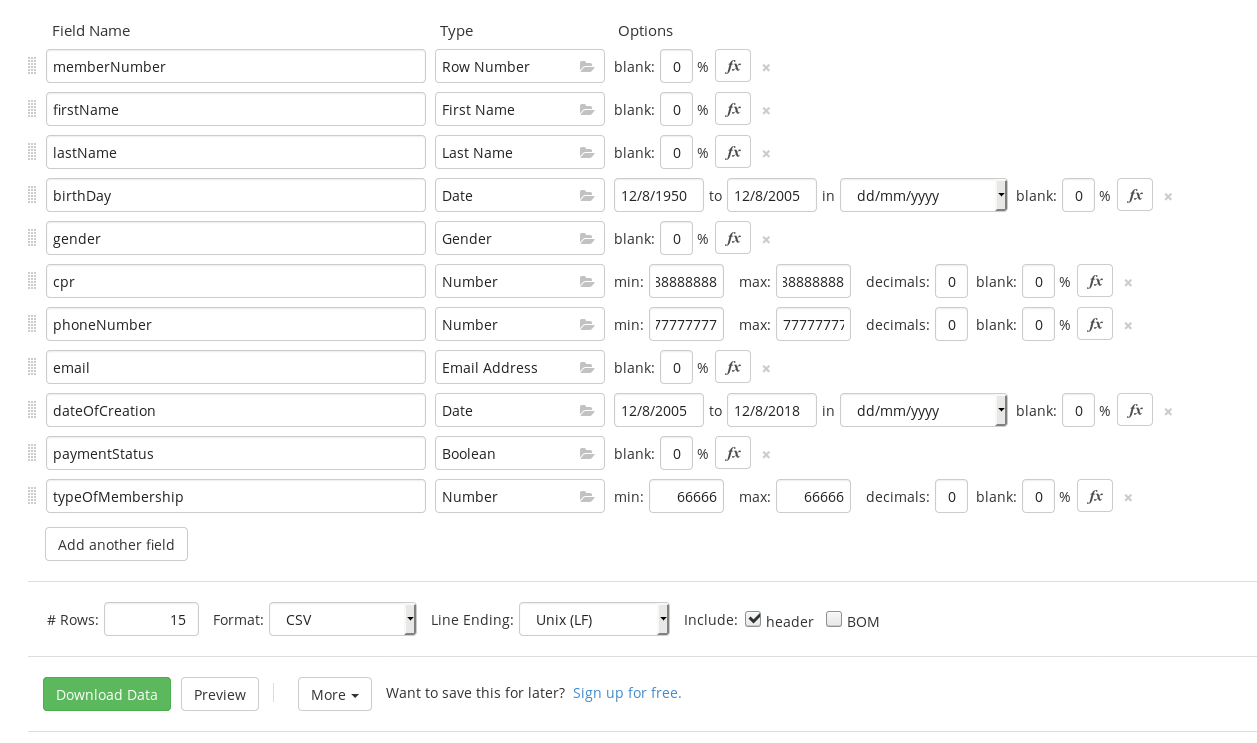 Field Name Type Options
memberNumber Row Number blank: 0 % fx ×
firstName First Name blank: 0 % fx ×
lastName Last Name blank: 0 % fx ×
birthDay Date 12/8/1950 to 12/8/2005 in dd/mm/yyyy blank: 0 % fx ×
gender Gender blank: 0 % fx ×
cpr Number min: 88888888 max: 88888888 decimals: 0 blank: 0 % fx ×
phoneNumber Number min: 77777777 max: 77777777 decimals: 0 blank: 0 % fx ×
email Email Address blank: 0 % fx ×
dateOfCreation Date 12/8/2005 to 12/8/2018 in dd/mm/yyyy blank: 0 % fx ×
paymentStatus Boolean blank: 0 % fx ×
typeOfMembership Number min: 66666 max: 66666 decimals: 0 blank: 0 % fx ×
Add another field
# Rows: 15 Format: CSV Line Ending: Unix (LF) Include: header BOM
Download Data Preview More Want to save this for later? Sign up for free.